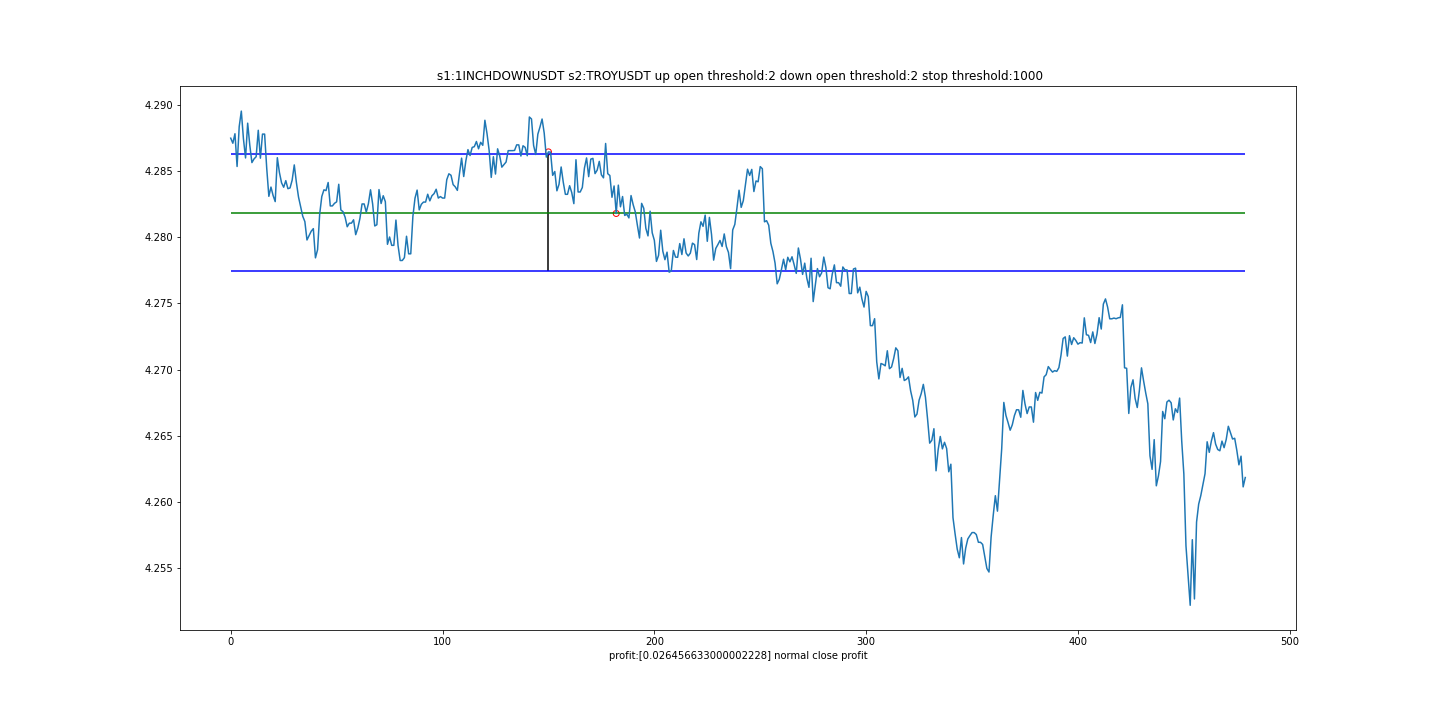 s1:1INCHDOWNUSDT s2:TROYUSDT up open threshold:2 down open threshold:2 stop threshold:1000
4.290
4.285
4.280
4.275
4.270
4.265
4.260
4.255
0 100 200 300 400 500
profit:[0.026456633000002228] normal close profit